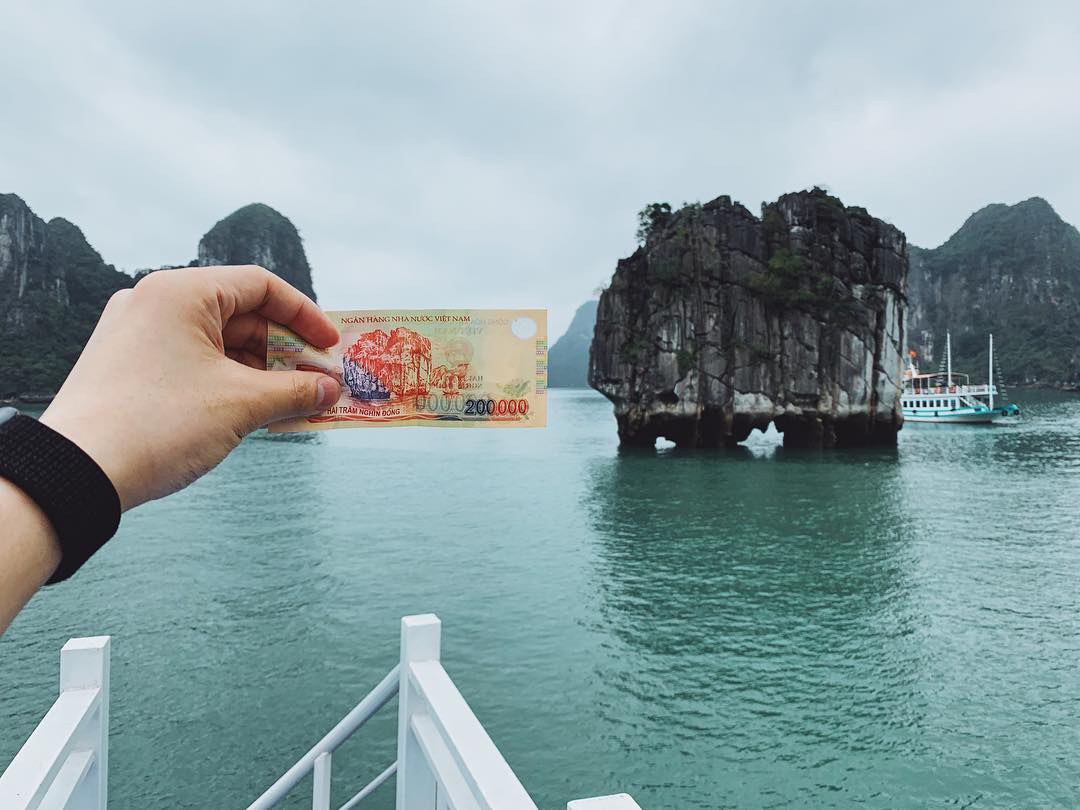 NGÂN HÀNG NHÀ NƯỚC VIỆT NAM
HAI TRĂM NGHÌN ĐỒNG
200000